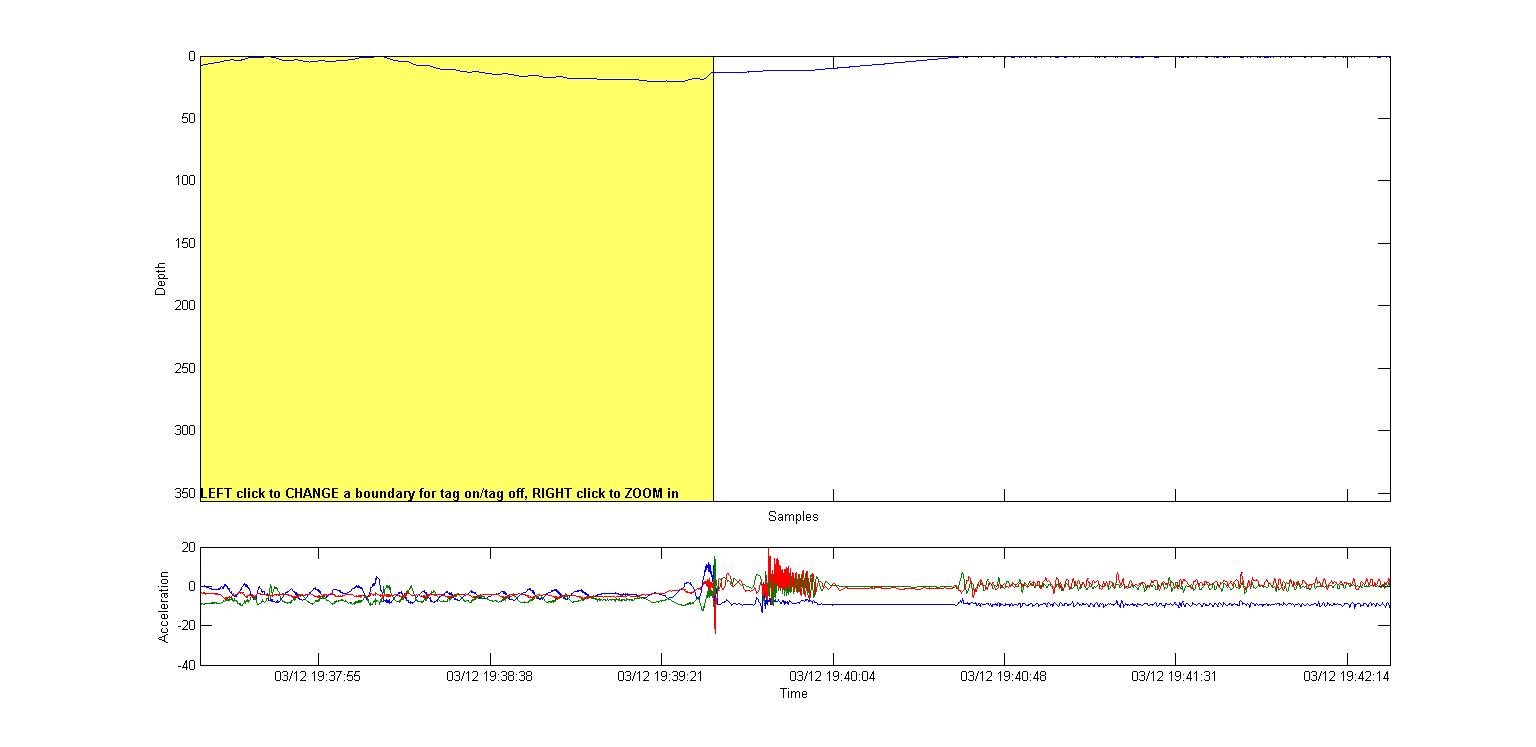 0
50
100
150
200
250
300
350
Depth
LEFT click to CHANGE a boundary for tag on/tag off, RIGHT click to ZOOM in
Samples
20
0
-20
-40
Acceleration
03/12 19:37:55 03/12 19:38:38 03/12 19:39:21 03/12 19:40:04 03/12 19:40:48 03/12 19:41:31 03/12 19:42:14
Time